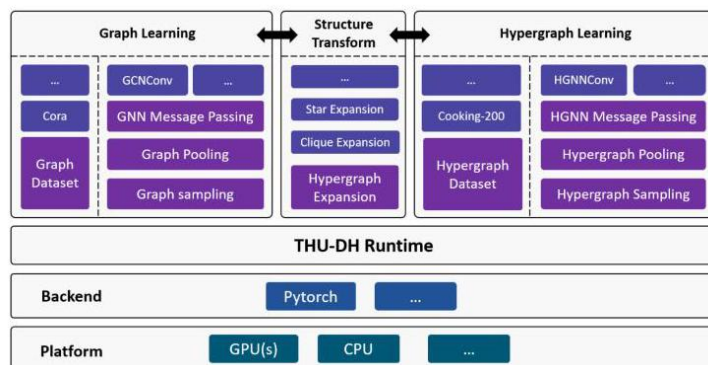 Graph Learning
...
GCNConv
...
Cora
GNN Message Passing
Graph
Dataset
Graph Pooling
Graph sampling
Structure
Transform
...
Star Expansion
Clique Expansion
Hypergraph
Expansion
Hypergraph Learning
...
HGNNConv
...
Cooking-200
HGNN Message Passing
Hypergraph
Dataset
Hypergraph Pooling
Hypergraph Sampling
THU-DH Runtime
Backend
Pytorch
...
Platform
GPU(s)
CPU
...